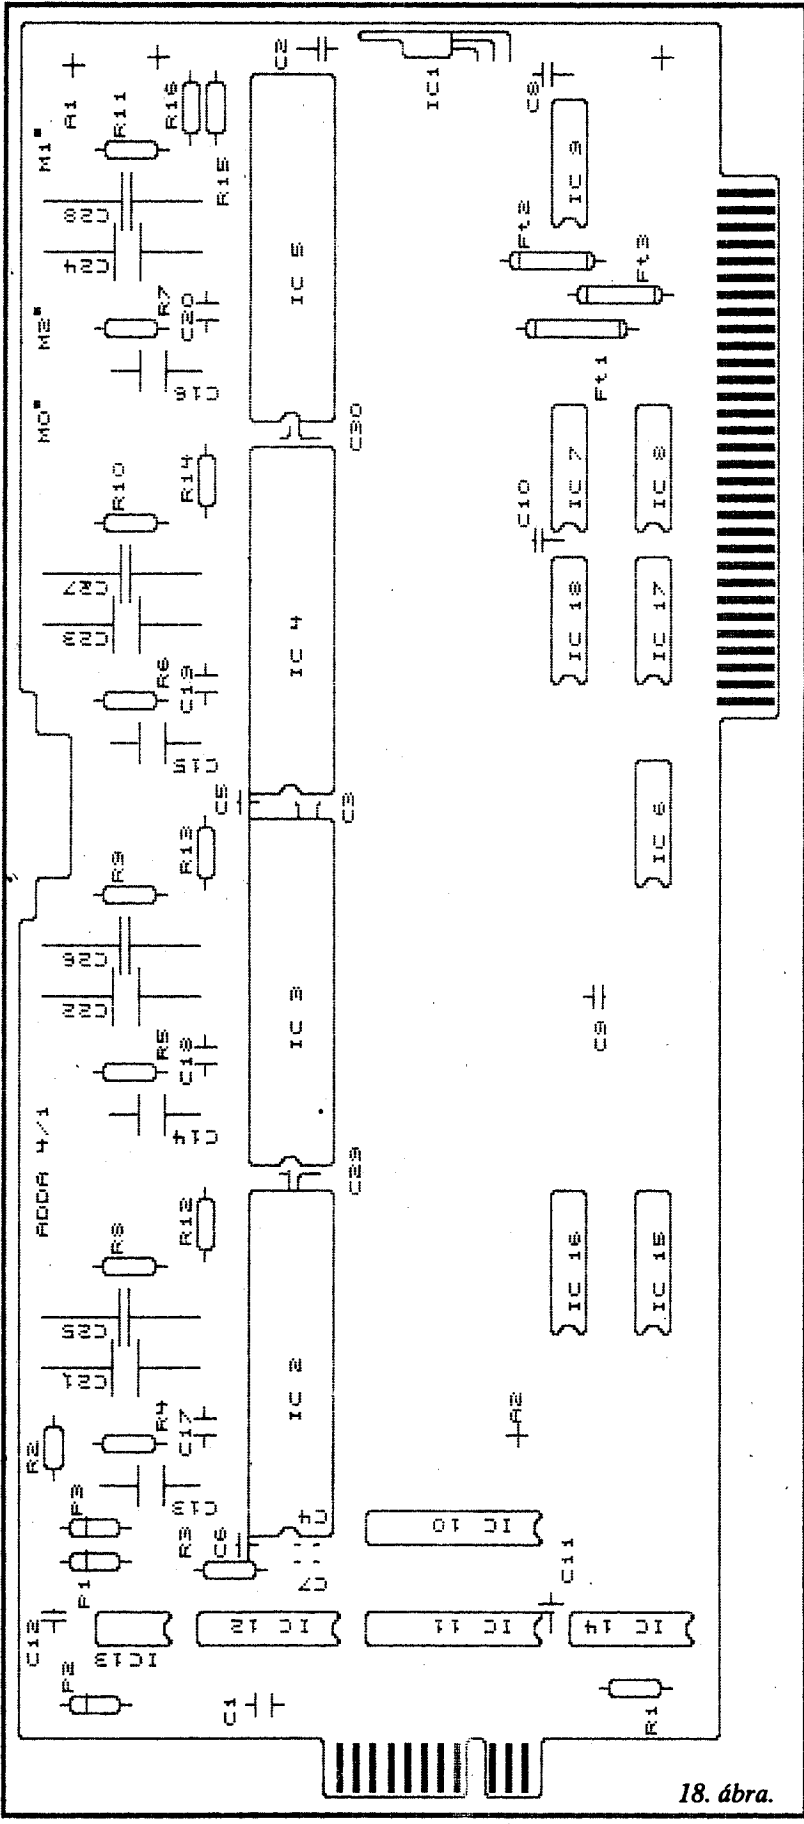 C2
IC1
C8
A1
M1
R11
R16
R15
IC 9
C28
C24
IC 5
Ft2
Ft3
R7
C20
M2
C16
Ft1
M0
C30
R10
R14
C10
IC 7
IC 8
C27
C23
IC 4
IC 18
IC 17
R6
C19
C15
C5
C3
R9
R13
IC 6
C26
C22
IC 3
C9
R5
C18
C14
ADDA 4/1
C29
R8
R12
IC 16
IC 15
C25
C21
IC 2
A2
R4
C17
R2
C13
P3
C4
IC 10
R3
C6
P1
C7
C11
C12
IC13
IC 12
IC 11
IC 14
P2
C1
R1
18. ábra.